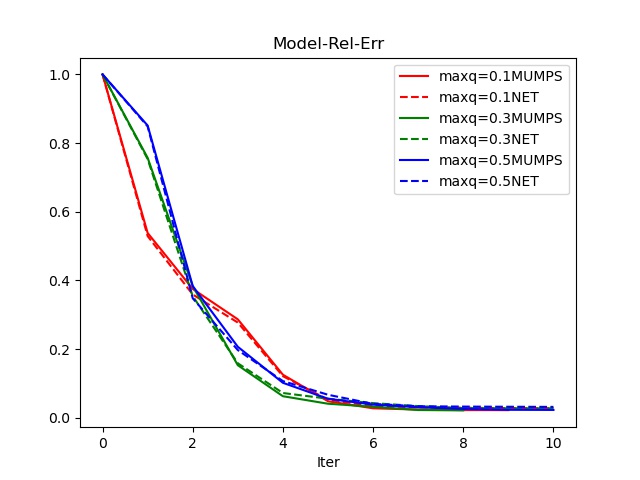 Model-Rel-Err
1.0
0.8
0.6
0.4
0.2
0.0
0
2
4
6
8
10
Iter
maxq=0.1MUMPS
maxq=0.1NET
maxq=0.3MUMPS
maxq=0.3NET
maxq=0.5MUMPS
maxq=0.5NET